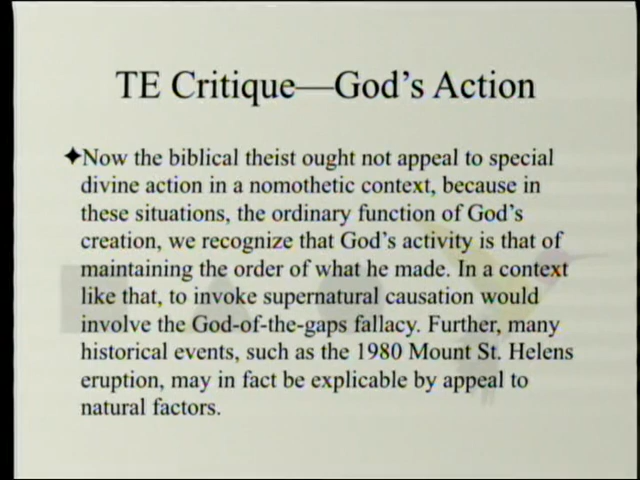 TE Critique—God's Action
✦Now the biblical theist ought not appeal to special
divine action in a nomothetic context, because in
these situations, the ordinary function of God's
creation, we recognize that God's activity is that of
maintaining the order of what he made. In a context
like that, to invoke supernatural causation would
involve the God-of-the-gaps fallacy. Further, many
historical events, such as the 1980 Mount St. Helens
eruption, may in fact be explicable by appeal to
natural factors.